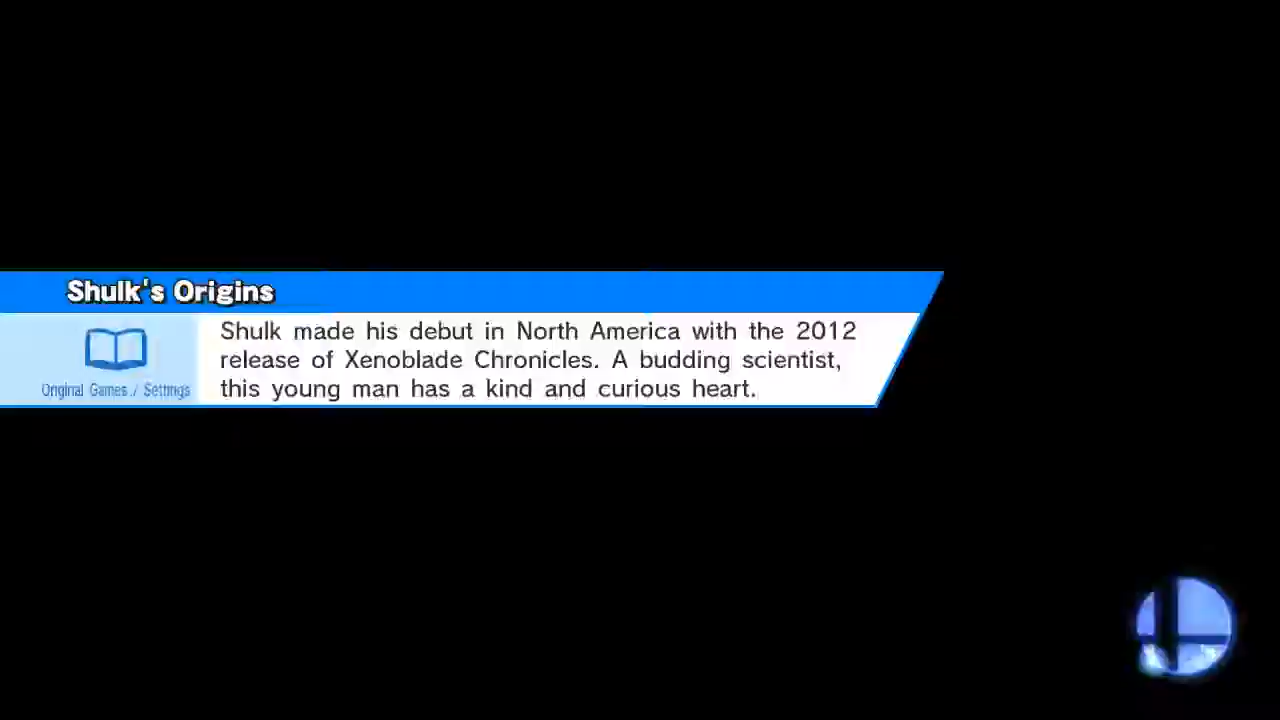 Shulk's Origins
Shulk made his debut in North America with the 2012
release of Xenoblade Chronicles. A budding scientist,
this young man has a kind and curious heart.
Original Games / Settings